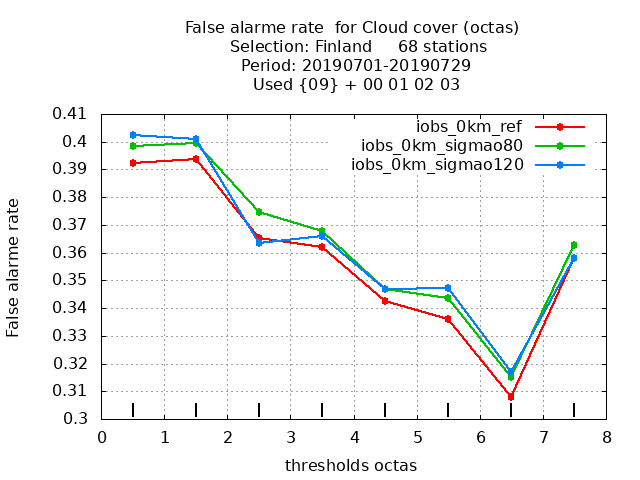 False alarme rate  for Cloud cover (octas)
Selection: Finland     68 stations
Period: 20190701-20190729
Used {09} + 00 01 02 03
iobs_0km_ref
iobs_0km_sigmao80
iobs_0km_sigmao120
False alarme rate
0.41
0.4
0.39
0.38
0.37
0.36
0.35
0.34
0.33
0.32
0.31
0.3
0 1 2 3 4 5 6 7 8
thresholds octas